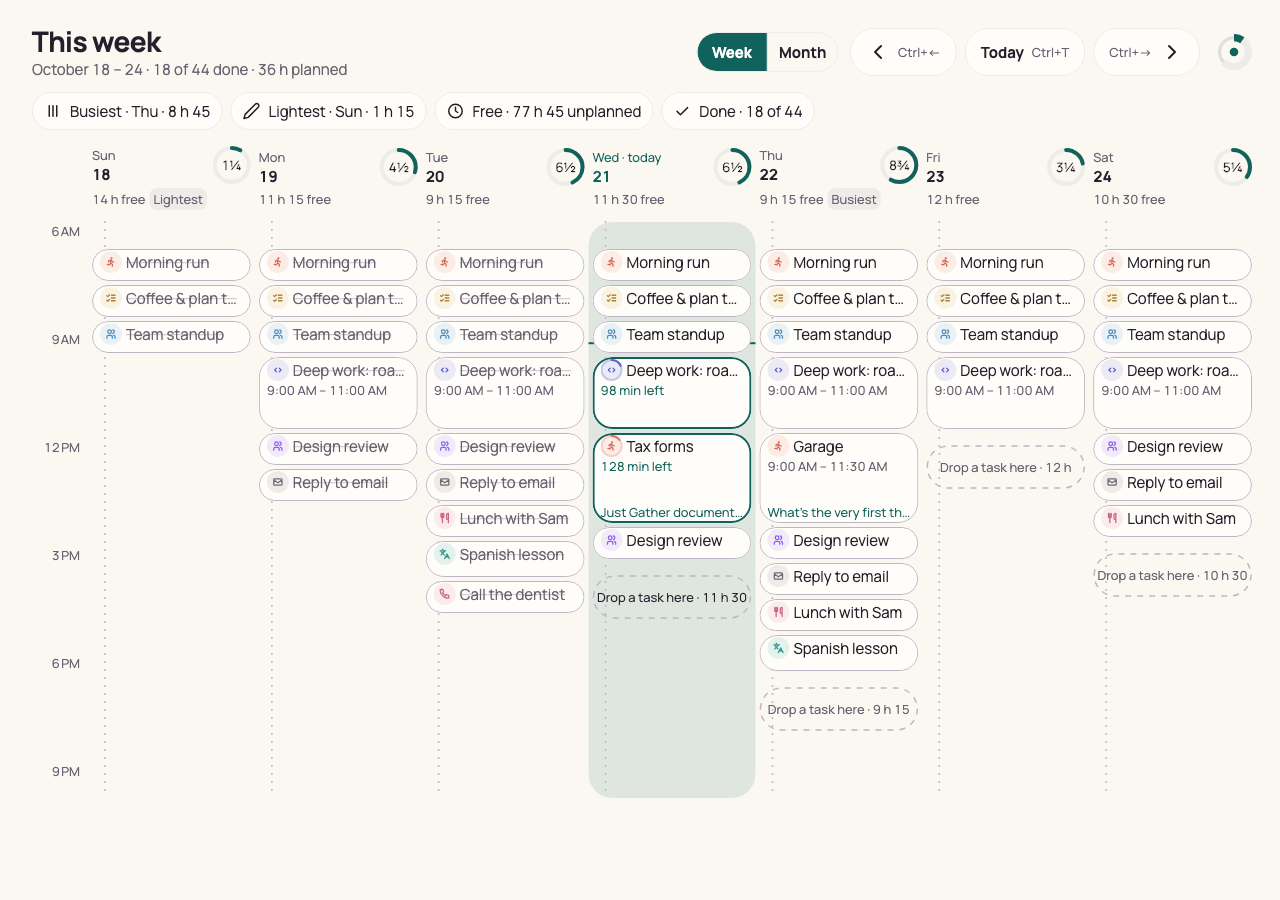 This week
October 18 – 24 · 18 of 44 done · 36 h planned
Week
Month
Ctrl+←
Today Ctrl+T
Ctrl+→
Busiest · Thu · 8 h 45
Lightest · Sun · 1 h 15
Free · 77 h 45 unplanned
Done · 18 of 44
Sun
18
1¼
14 h free Lightest
Mon
19
4½
11 h 15 free
Tue
20
6½
9 h 15 free
Wed · today
21
6½
11 h 30 free
Thu
22
8¾
9 h 15 free Busiest
Fri
23
3¼
12 h free
Sat
24
5¼
10 h 30 free
6 AM
9 AM
12 PM
3 PM
6 PM
9 PM
Morning run
Coffee & plan t…
Team standup
Morning run
Coffee & plan t…
Team standup
Deep work: roa…
9:00 AM – 11:00 AM
Design review
Reply to email
Morning run
Coffee & plan t…
Team standup
Deep work: roa…
9:00 AM – 11:00 AM
Design review
Reply to email
Lunch with Sam
Spanish lesson
Call the dentist
Morning run
Coffee & plan t…
Team standup
Deep work: roa…
98 min left
Tax forms
128 min left
Just Gather document…
Design review
Drop a task here · 11 h 30
Morning run
Coffee & plan t…
Team standup
Deep work: roa…
9:00 AM – 11:00 AM
Garage
9:00 AM – 11:30 AM
What's the very first th…
Design review
Reply to email
Lunch with Sam
Spanish lesson
Drop a task here · 9 h 15
Morning run
Coffee & plan t…
Team standup
Deep work: roa…
9:00 AM – 11:00 AM
Drop a task here · 12 h
Morning run
Coffee & plan t…
Team standup
Deep work: roa…
9:00 AM – 11:00 AM
Design review
Reply to email
Lunch with Sam
Drop a task here · 10 h 30